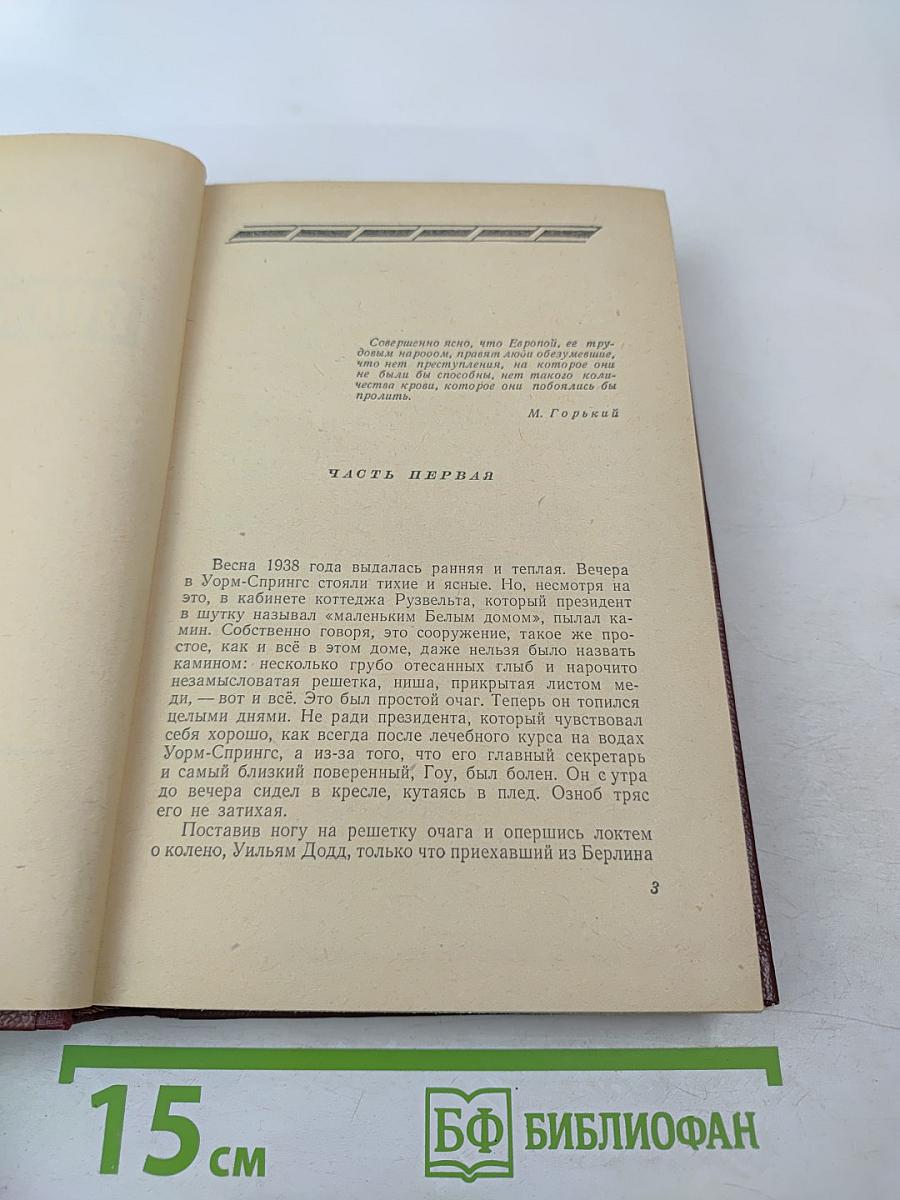 Совершенно ясно, что Европой, ее тру-
довым народом, правят люди обезумевшие,
что нет преступления, на которое они
не были бы способны, нет такого коли-
чества крови, которое они побоялись бы
пролить.
М. Горький
ЧАСТЬ ПЕРВАЯ
Весна 1938 года выдалась ранняя и теплая. Вечера
в Уорм-Спрингс стояли тихие и ясные. Но, несмотря на
это, в кабинете коттеджа Рузвельта, который президент
в шутку называл «маленьким Белым домом», пылал ка-
мин. Собственно говоря, это сооружение, такое же про-
стое, как и всё в этом доме, даже нельзя было назвать
камином: несколько грубо отесанных глыб и нарочито
незамысловатая решетка, ниша, прикрытая листом ме-
ди, — вот и всё. Это был простой очаг. Теперь он топился
целыми днями. Не ради президента, который чувствовал
себя хорошо, как всегда после лечебного курса на водах
Уорм-Спрингс, а из-за того, что его главный секретарь
и самый близкий поверенный, Гоу, был болен. Он с утра
до вечера сидел в кресле, кутаясь в плед. Озноб тряс
его не затихая.
Поставив ногу на решетку очага и опершись локтем
о колено, Уильям Додд, только что приехавший из Берлина
3
15 см
БФ БИБЛИОФАН